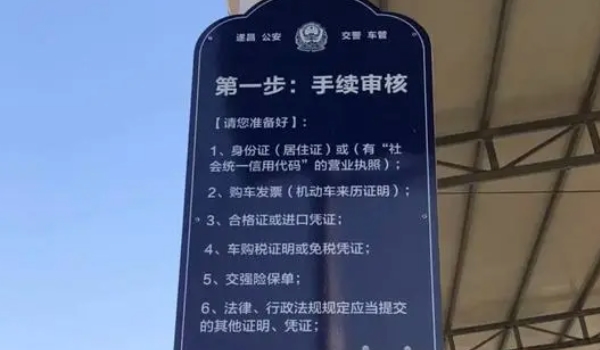 遂昌 公安 交警 车管
第一步：手续审核
【请您准备好】：
1、身份证（居住证）或（有“社
会统一信用代码”的营业执照）；
2、购车发票（机动车来历证明）；
3、合格证或进口凭证；
4、车购税证明或免税凭证；
5、交强险保单；
6、法律、行政法规规定应当提交
的其他证明、凭证；